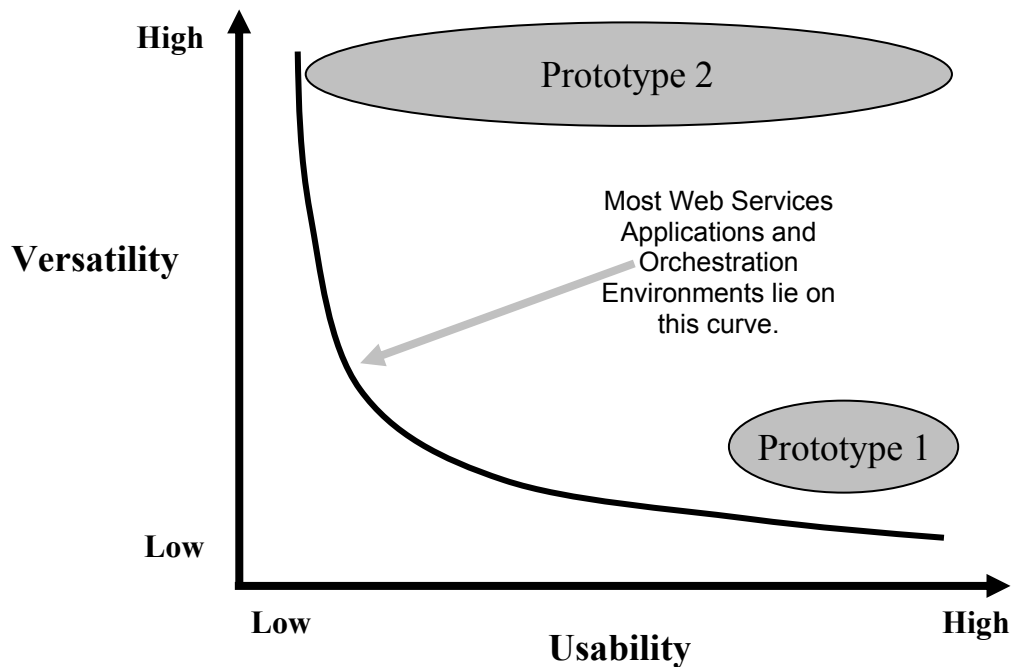 High
Prototype 2
Most Web Services
Applications and
Orchestration
Environments lie on
this curve.
Versatility
Prototype 1
Low
Low
High
Usability